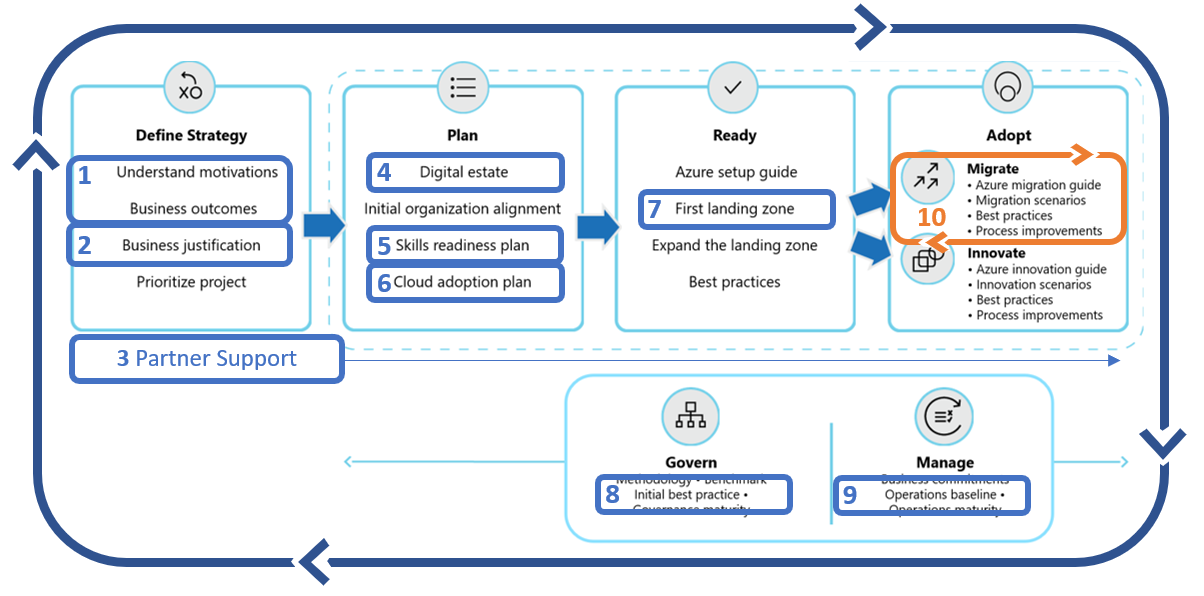 XO
Define Strategy
1 Understand motivations
Business outcomes
2 Business justification
Prioritize project
3 Partner Support
Plan
4 Digital estate
Initial organization alignment
5 Skills readiness plan
6 Cloud adoption plan
Ready
Azure setup guide
7 First landing zone
Expand the landing zone
Best practices
Adopt
Migrate
• Azure migration guide
• Migration scenarios
10 • Best practices
• Process improvements
Innovate
• Azure innovation guide
• Innovation scenarios
• Best practices
• Process improvements
Govern
Methodology • Benchmark
8 Initial best practice •
Governance maturity
Manage
Business commitments
9 Operations baseline •
Operations maturity